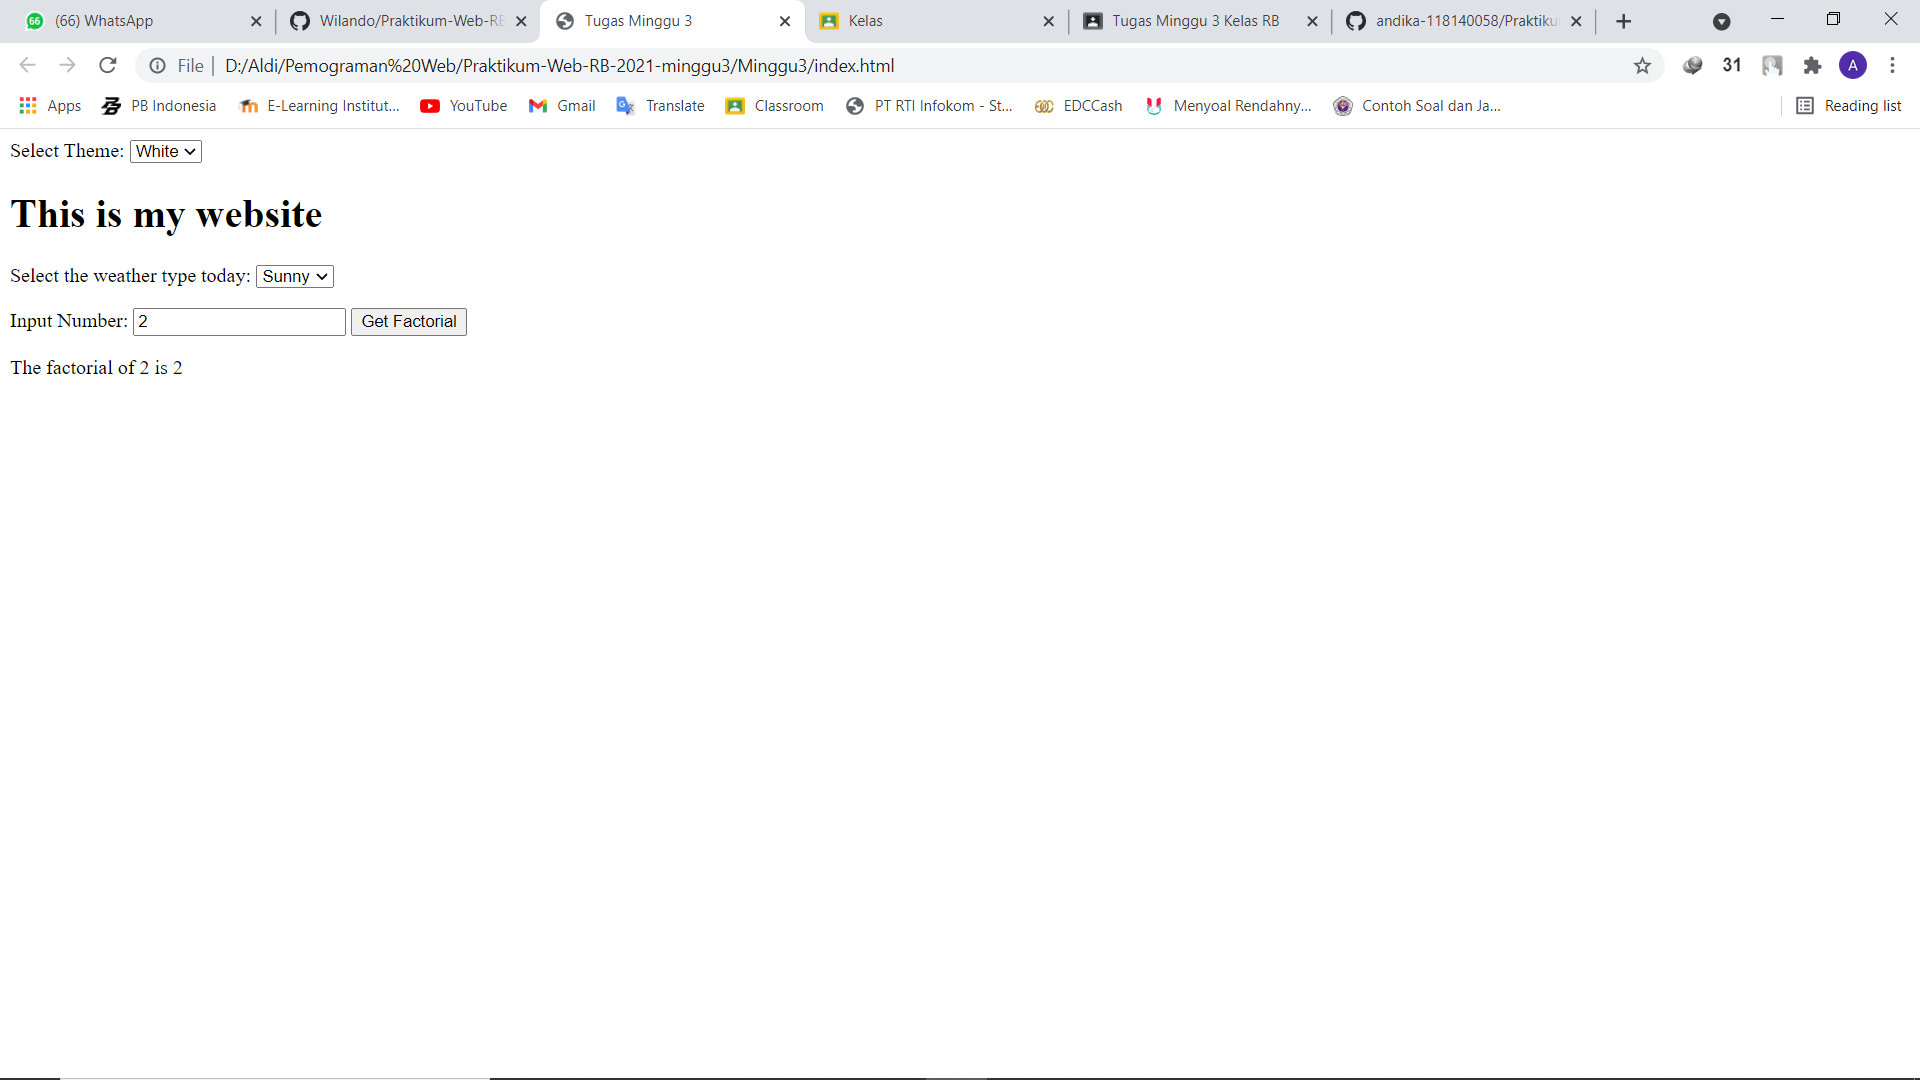 66 (66) WhatsApp Wilando/Praktikum-Web-RB Tugas Minggu 3 Kelas Tugas Minggu 3 Kelas RB andika-118140058/Praktiku
File D:/Aldi/Pemograman%20Web/Praktikum-Web-RB-2021-minggu3/Minggu3/index.html 31 A
Apps PB Indonesia E-Learning Institut... YouTube Gmail Translate Classroom PT RTI Infokom - St... EDCCash Menyoal Rendahny... Contoh Soal dan Ja... Reading list
Select Theme: White
This is my website
Select the weather type today: Sunny
Input Number: 2 Get Factorial
The factorial of 2 is 2